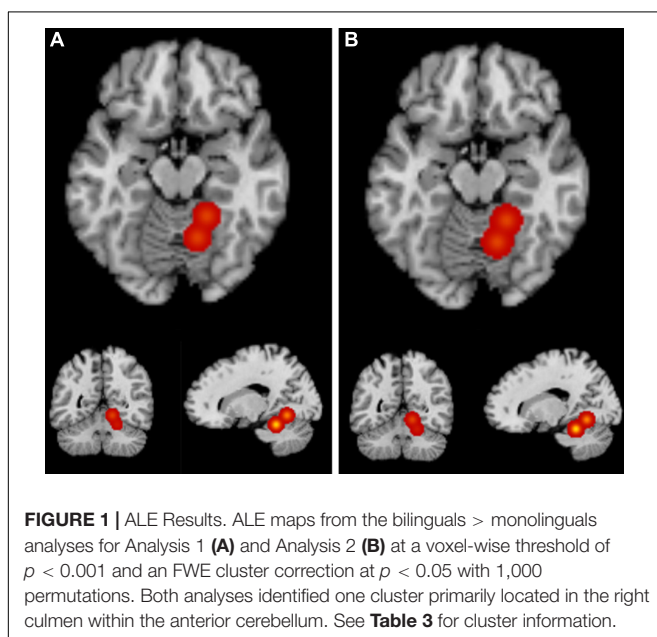 A
B
FIGURE 1 | ALE Results. ALE maps from the bilinguals > monolinguals
analyses for Analysis 1 (A) and Analysis 2 (B) at a voxel-wise threshold of
p < 0.001 and an FWE cluster correction at p < 0.05 with 1,000
permutations. Both analyses identified one cluster primarily located in the right
culmen within the anterior cerebellum. See Table 3 for cluster information.